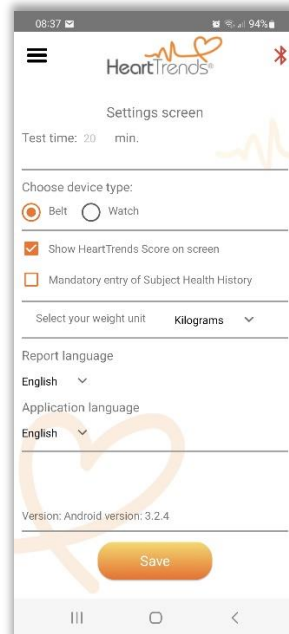 08:37 94%
HeartTrends®
Settings screen
Test time: 20 min.
Choose device type:
Belt Watch
Show HeartTrends Score on screen
Mandatory entry of Subject Health History
Select your weight unit Kilograms
Report language
English
Application language
English
Version: Android version: 3.2.4
Save